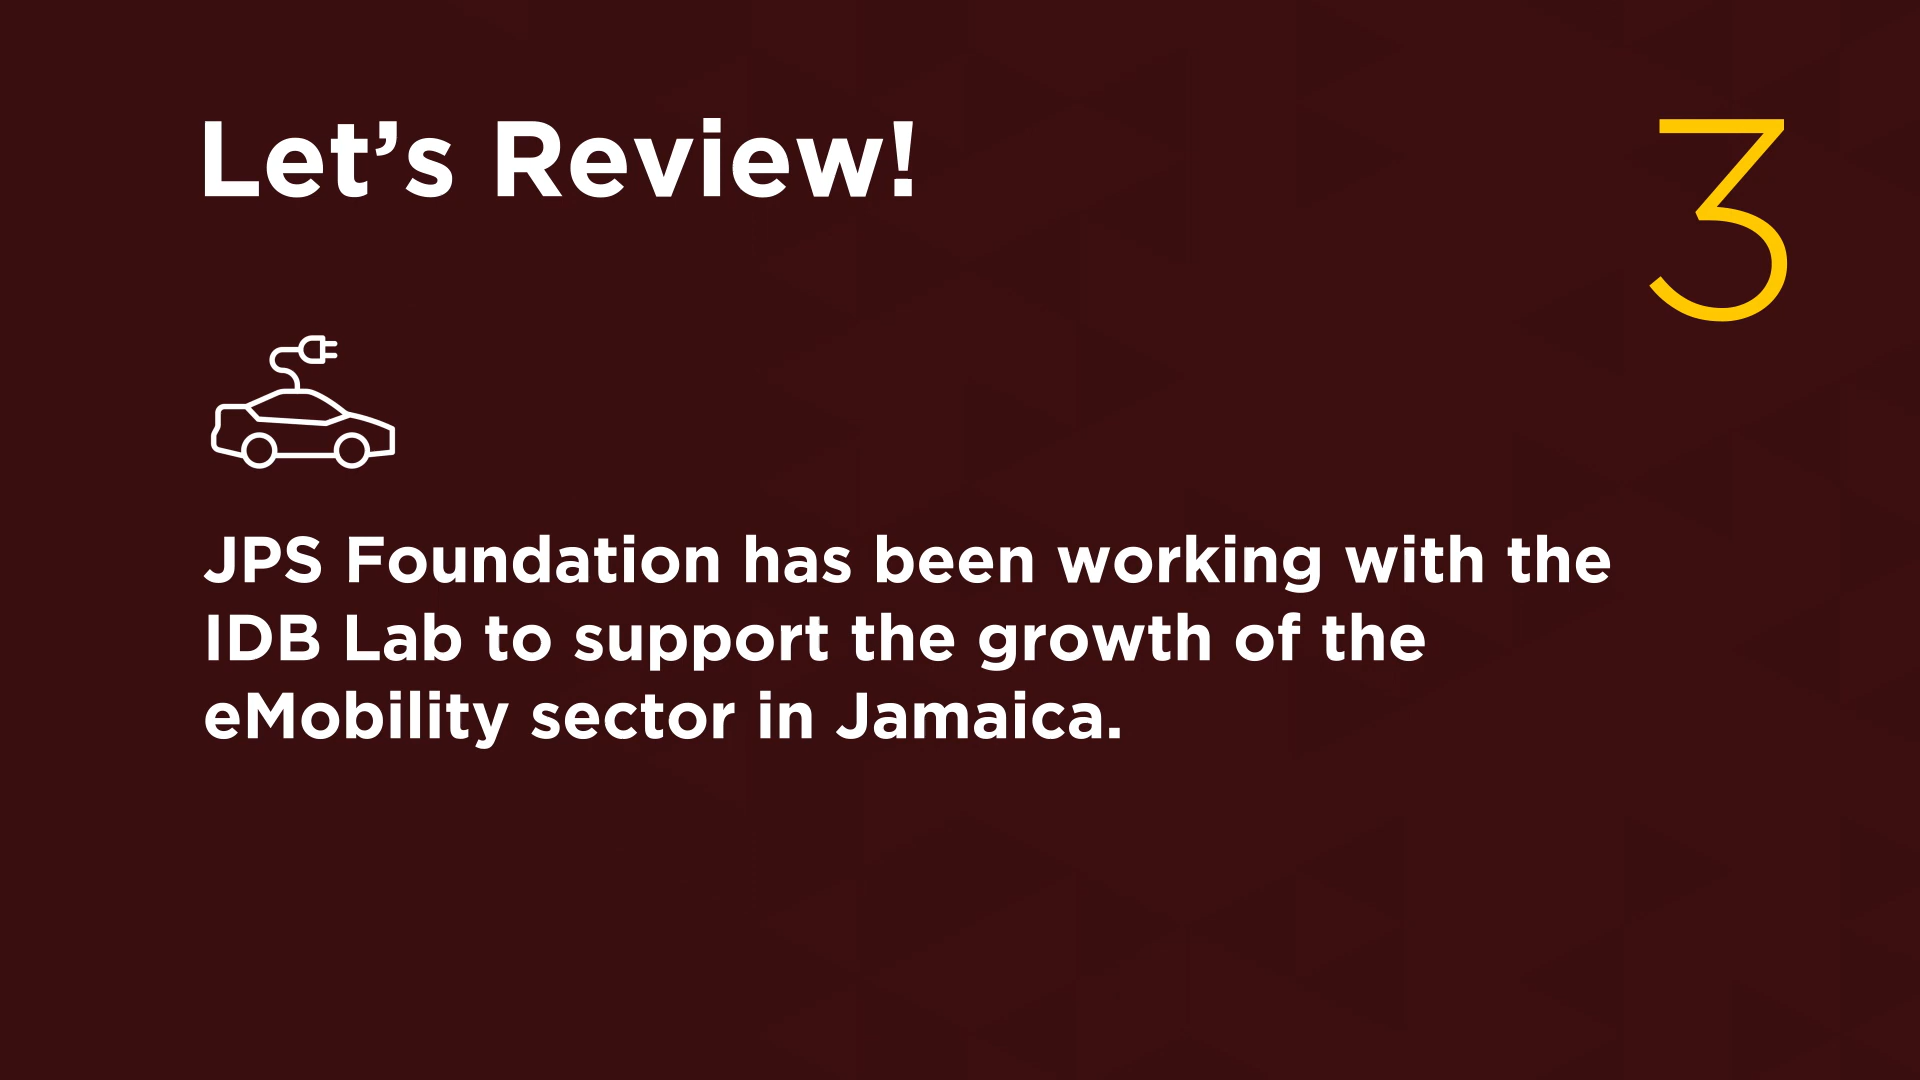 Let’s Review!
3
JPS Foundation has been working with the
IDB Lab to support the growth of the
eMobility sector in Jamaica.